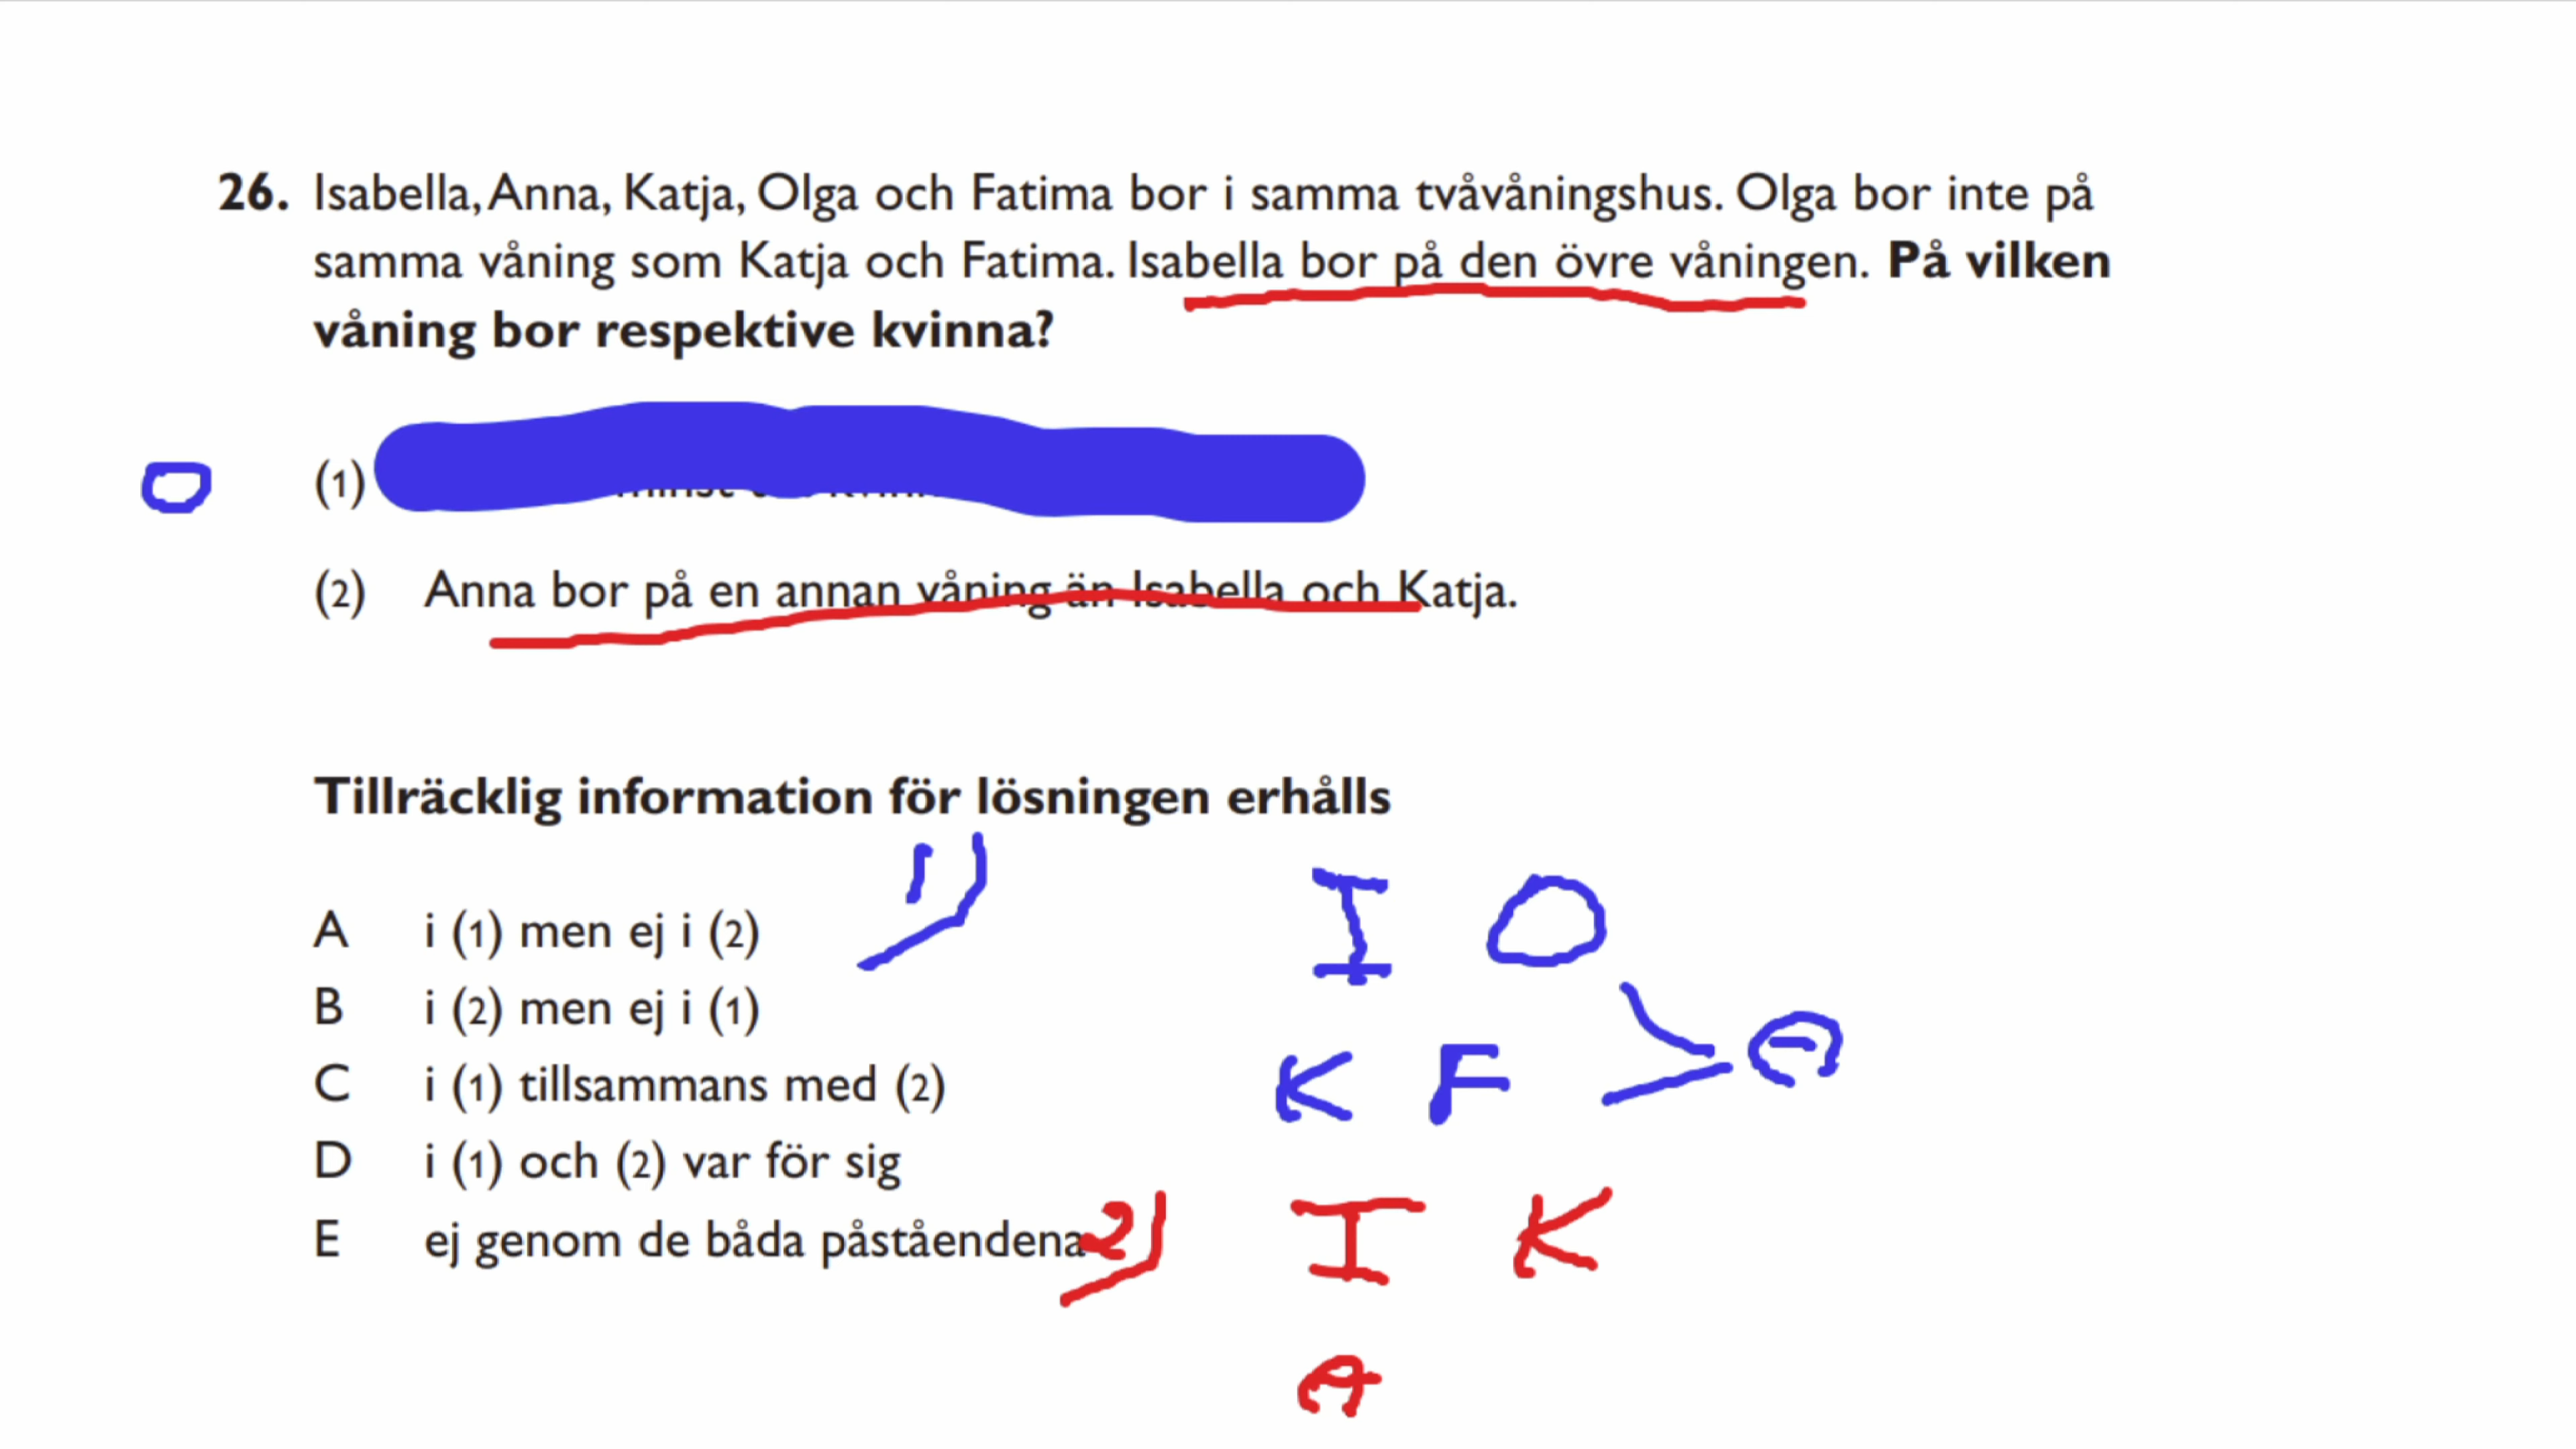 26. Isabella, Anna, Katja, Olga och Fatima bor i samma tvåvåningshus. Olga bor inte på
samma våning som Katja och Fatima. Isabella bor på den övre våningen. På vilken
våning bor respektive kvinna?
(1)
(2) Anna bor på en annan våning än Isabella och Katja.
Tillräcklig information för lösningen erhålls
1)
A i (1) men ej i (2)
B i (2) men ej i (1)
C i (1) tillsammans med (2)
D i (1) och (2) var för sig
E ej genom de båda påståendena
I O
K F
2) I K
A